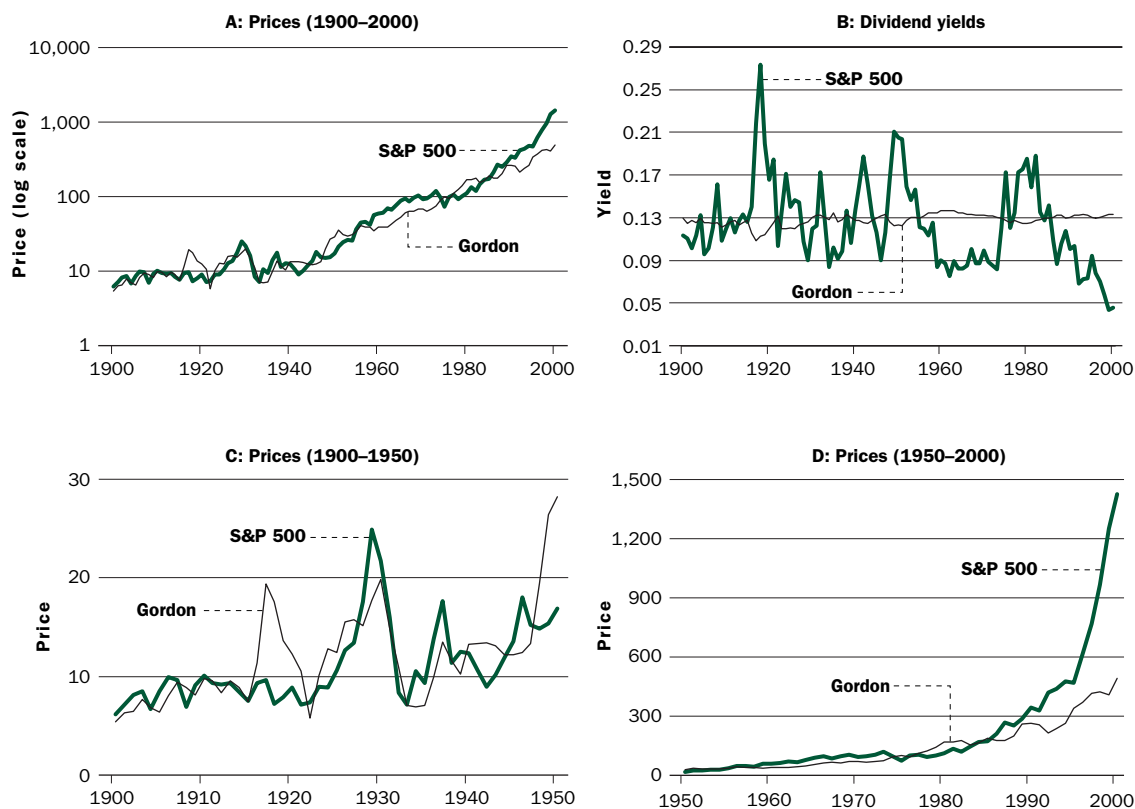 A: Prices (1900–2000)
10,000
1,000
100
10
1
Price (log scale)
S&P 500
Gordon
1900 1920 1940 1960 1980 2000
B: Dividend yields
0.29
0.25
0.21
0.17
0.13
0.09
0.05
0.01
Yield
S&P 500
Gordon
1900 1920 1940 1960 1980 2000
C: Prices (1900–1950)
30
20
10
0
Price
S&P 500
Gordon
1900 1910 1920 1930 1940 1950
D: Prices (1950–2000)
1,500
1,200
900
600
300
0
Price
S&P 500
Gordon
1950 1960 1970 1980 1990 2000